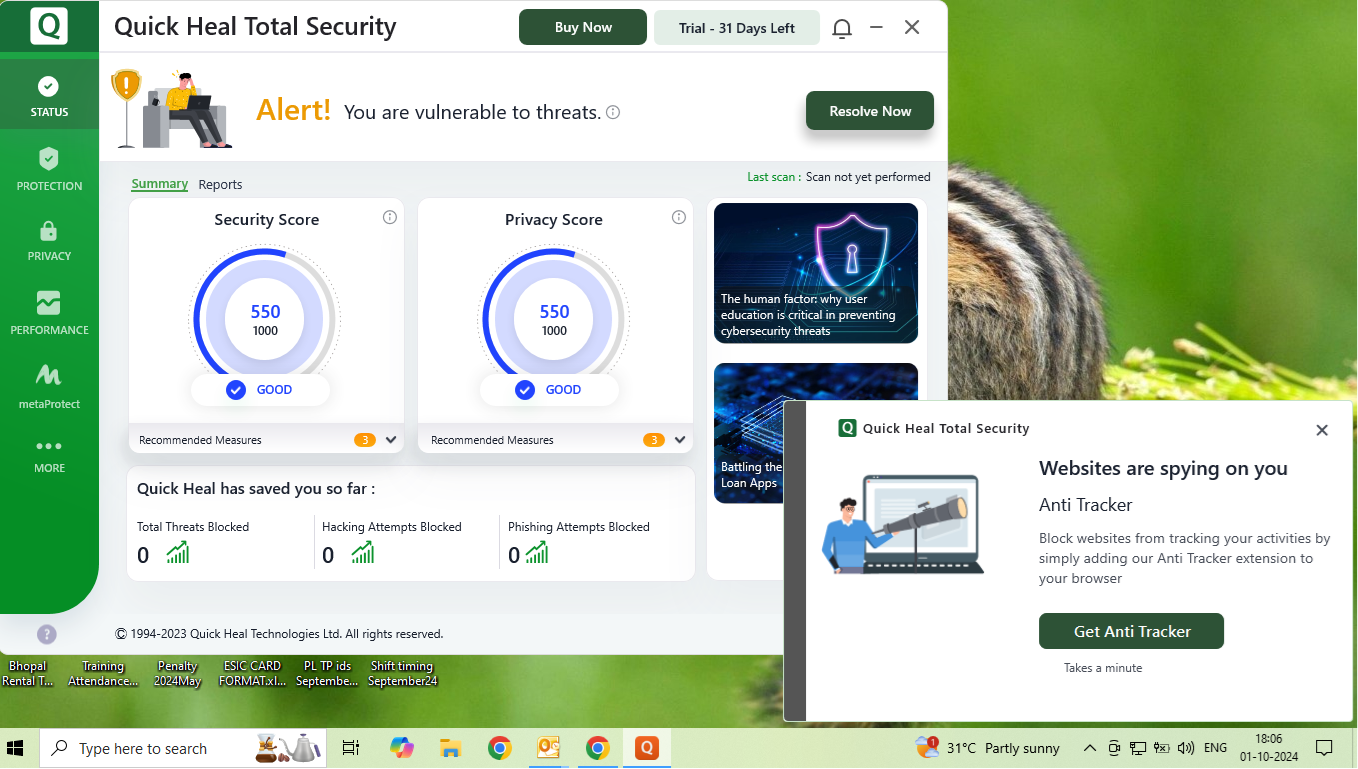 Q
Quick Heal Total Security
Buy Now
Trial - 31 Days Left
STATUS
PROTECTION
PRIVACY
PERFORMANCE
metaProtect
MORE
?
Alert! You are vulnerable to threats.
Resolve Now
Summary Reports
Last scan : Scan not yet performed
Security Score
550
1000
GOOD
Recommended Measures 3
Privacy Score
550
1000
GOOD
Recommended Measures 3
The human factor: why user
education is critical in preventing
cybersecurity threats
Battling the
Loan Apps
Quick Heal has saved you so far :
Total Threats Blocked
0
Hacking Attempts Blocked
0
Phishing Attempts Blocked
0
© 1994-2023 Quick Heal Technologies Ltd. All rights reserved.
Q Quick Heal Total Security
Websites are spying on you
Anti Tracker
Block websites from tracking your activities by
simply adding our Anti Tracker extension to
your browser
Get Anti Tracker
Takes a minute
Bhopal
Rental T...
Training
Attendance...
Penalty
2024May
ESIC CARD
FORMAT.xl...
PL TP ids
Septembe...
Shift timing
September24
Type here to search
Q
1
31°C Partly sunny
ENG
18:06
01-10-2024